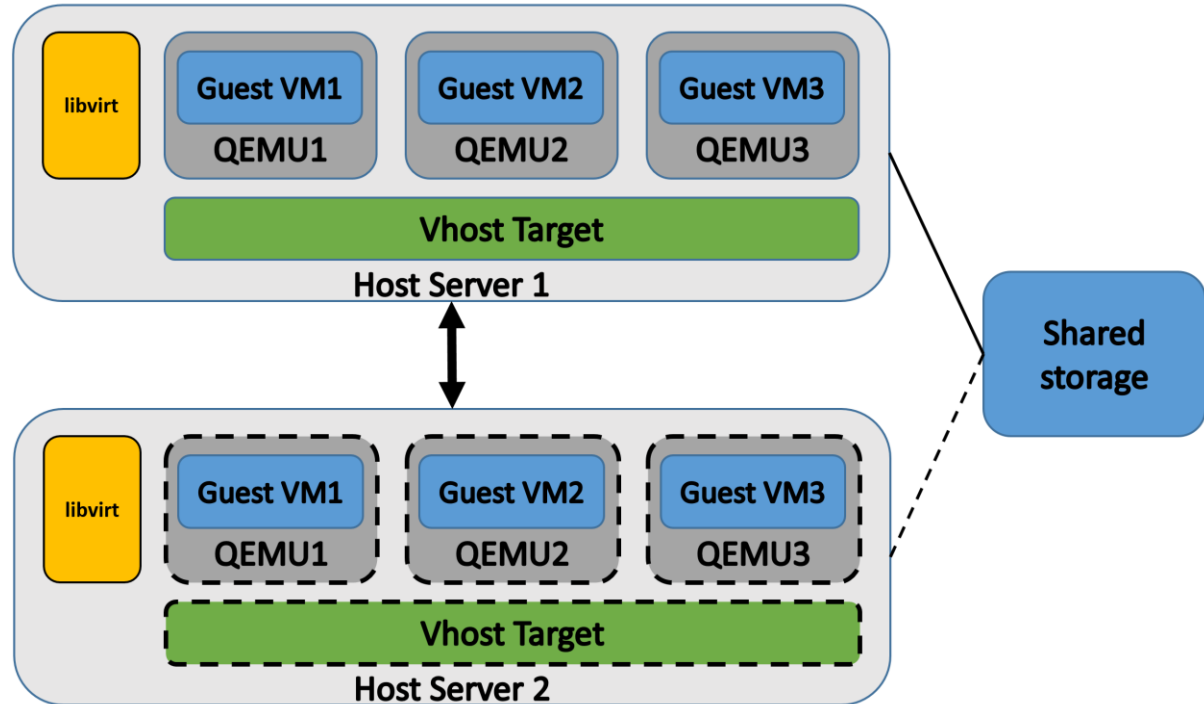 libvirt
Guest VM1
QEMU1
Guest VM2
QEMU2
Guest VM3
QEMU3
Vhost Target
Host Server 1
Shared
storage
libvirt
Guest VM1
QEMU1
Guest VM2
QEMU2
Guest VM3
QEMU3
Vhost Target
Host Server 2